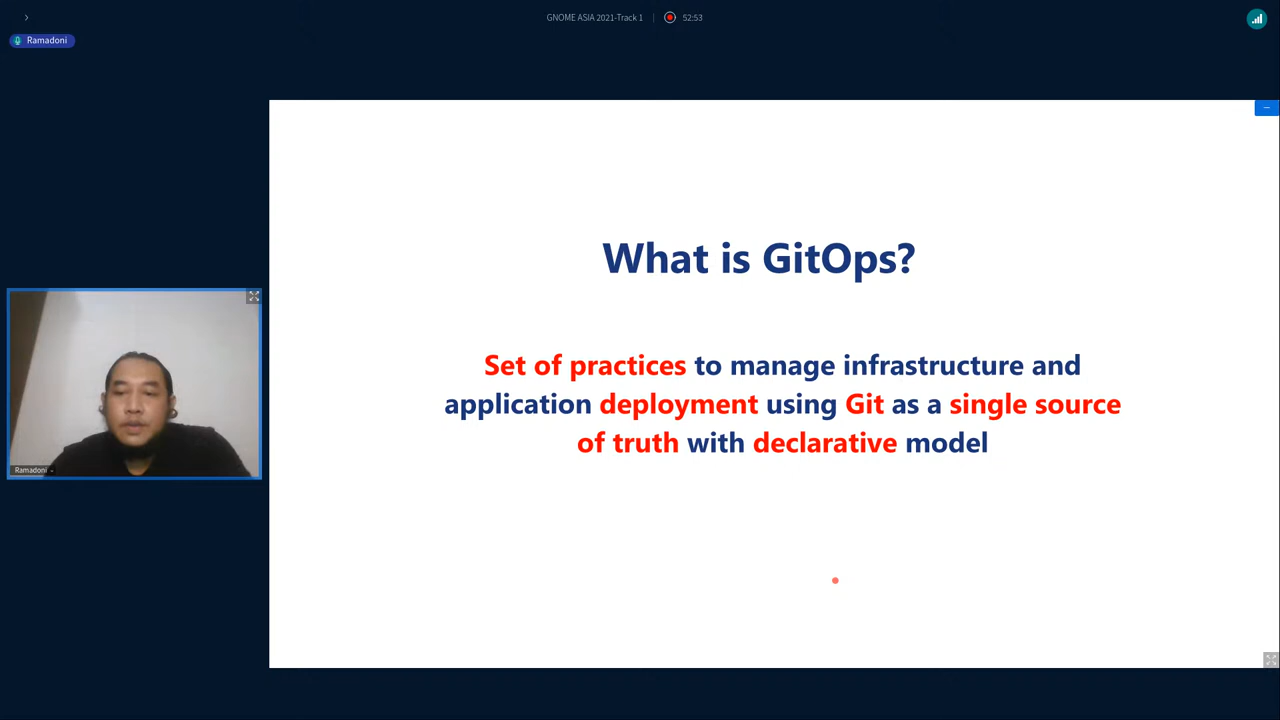 GNOME ASIA 2021-Track 1
52:53
Ramadoni
What is GitOps?
Set of practices to manage infrastructure and
application deployment using Git as a single source
of truth with declarative model
Ramadoni